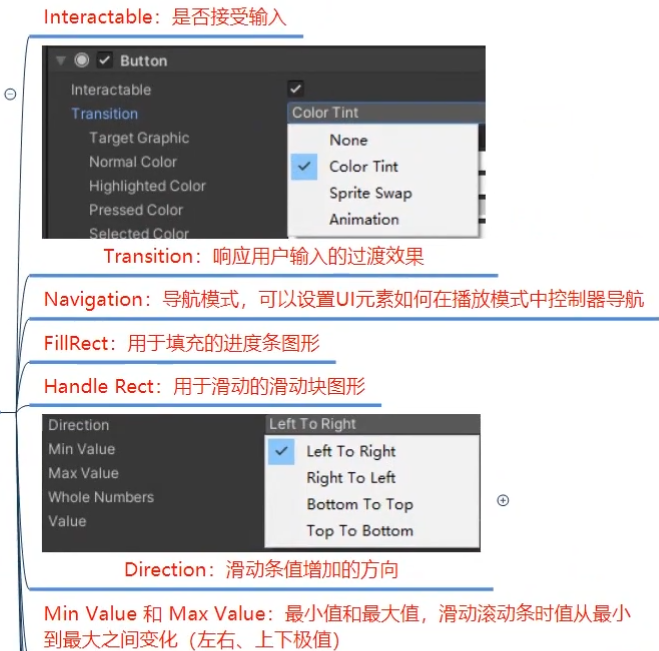 Interactable：是否接受输入
Button
Interactable
Transition
Color Tint
Target Graphic
None
Normal Color
Color Tint
Highlighted Color
Sprite Swap
Pressed Color
Animation
Selected Color
Transition：响应用户输入的过渡效果
Navigation：导航模式，可以设置UI元素如何在播放模式中控制器导航
FillRect：用于填充的进度条图形
Handle Rect：用于滑动的滑动块图形
Direction
Left To Right
Min Value
Left To Right
Max Value
Right To Left
Whole Numbers
Bottom To Top
Value
Top To Bottom
Direction：滑动条值增加的方向
Min Value 和 Max Value：最小值和最大值，滑动滚动条时值从最小
到最大之间变化（左右、上下极值）